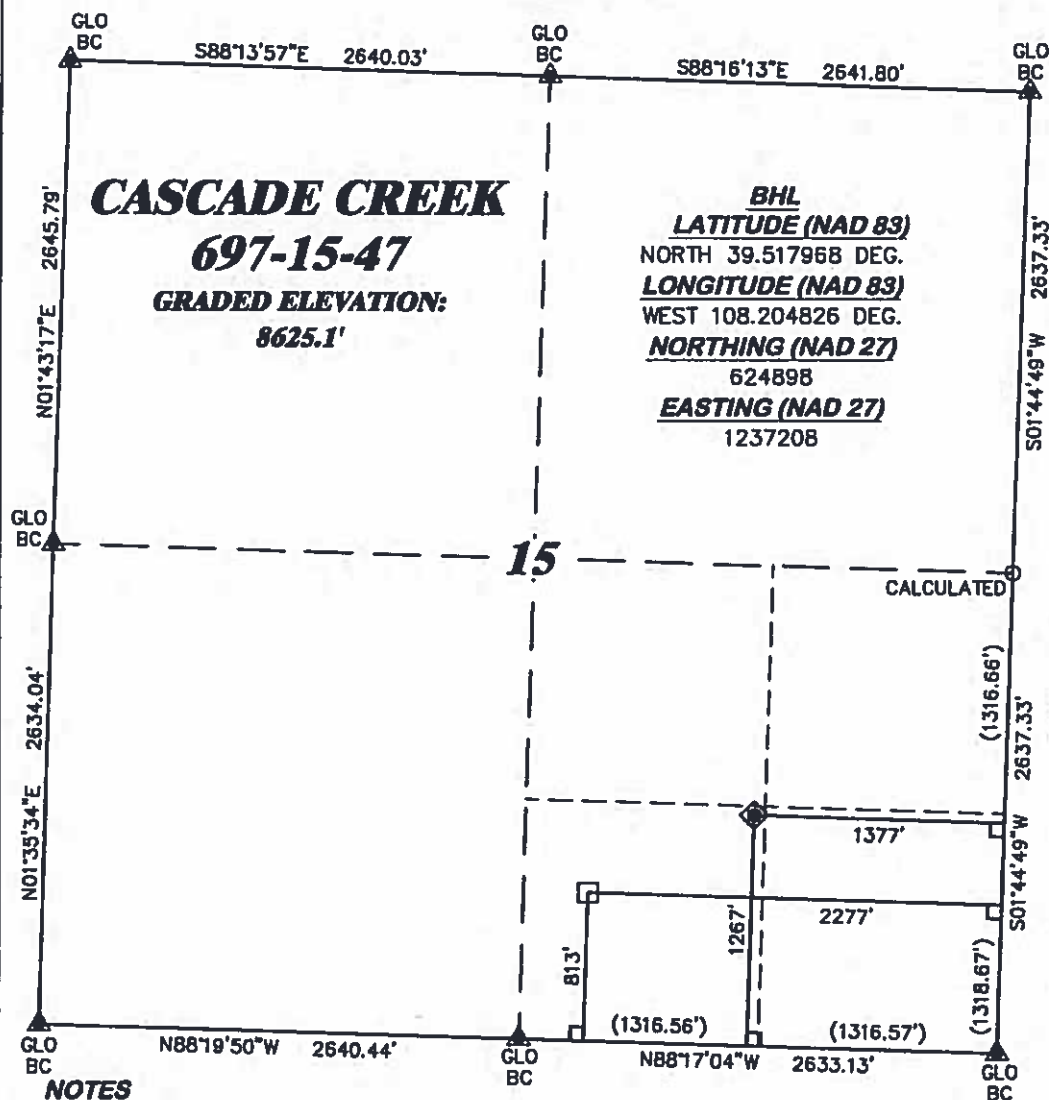 GLO
BC
S88°13'57"E 2640.03'
GLO
BC
S88°16'13"E 2641.80'
GLO
BC
CASCADE CREEK
697-15-47
GRADED ELEVATION:
8625.1'
BHL
LATITUDE (NAD 83)
NORTH 39.517968 DEG.
LONGITUDE (NAD 83)
WEST 108.204826 DEG.
NORTHING (NAD 27)
624898
EASTING (NAD 27)
1237208
N01°43'17"E 2645.79'
S01°44'49"W 2637.33'
GLO
BC
15
CALCULATED
N01°35'34"E 2634.04'
(1316.66')
S01°44'49"W 2637.33'
1377'
2277'
1267'
813'
(1318.67')
(1316.56')
(1316.57')
GLO
BC
N88°19'50"W 2640.44'
GLO
BC
N88°17'04"W 2633.13'
GLO
BC
NOTES